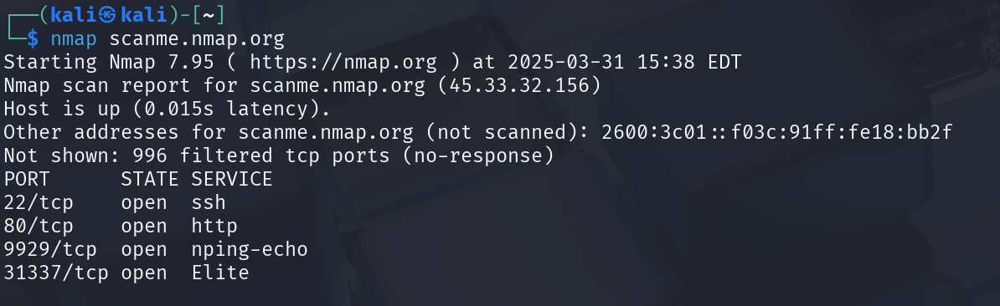 ┌──(kali㉿kali)-[~]
└─$ nmap scanme.nmap.org
Starting Nmap 7.95 ( https://nmap.org ) at 2025-03-31 15:38 EDT
Nmap scan report for scanme.nmap.org (45.33.32.156)
Host is up (0.015s latency).
Other addresses for scanme.nmap.org (not scanned): 2600:3c01::f03c:91ff:fe18:bb2f
Not shown: 996 filtered tcp ports (no-response)
PORT      STATE SERVICE
22/tcp    open  ssh
80/tcp    open  http
9929/tcp  open  nping-echo
31337/tcp open  Elite